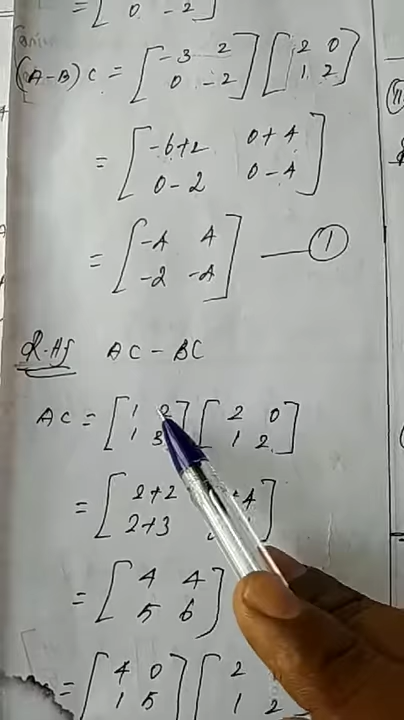 = [ 0 -2 ]
(A-B) C = [ -3 2 0 -2 ] [ 2 0 1 2 ]
= [ -6+2 0+4 0-2 0-4 ]
= [ -4 4 -2 -4 ] — ①
R.Hf AC - BC
AC = [ 1 2 1 3 ] [ 2 0 1 2 ]
= [ 2+2 +4 2+3 ]
= [ 4 4 5 6 ]
= [ 4 0 1 5 ] [ 2 1 2